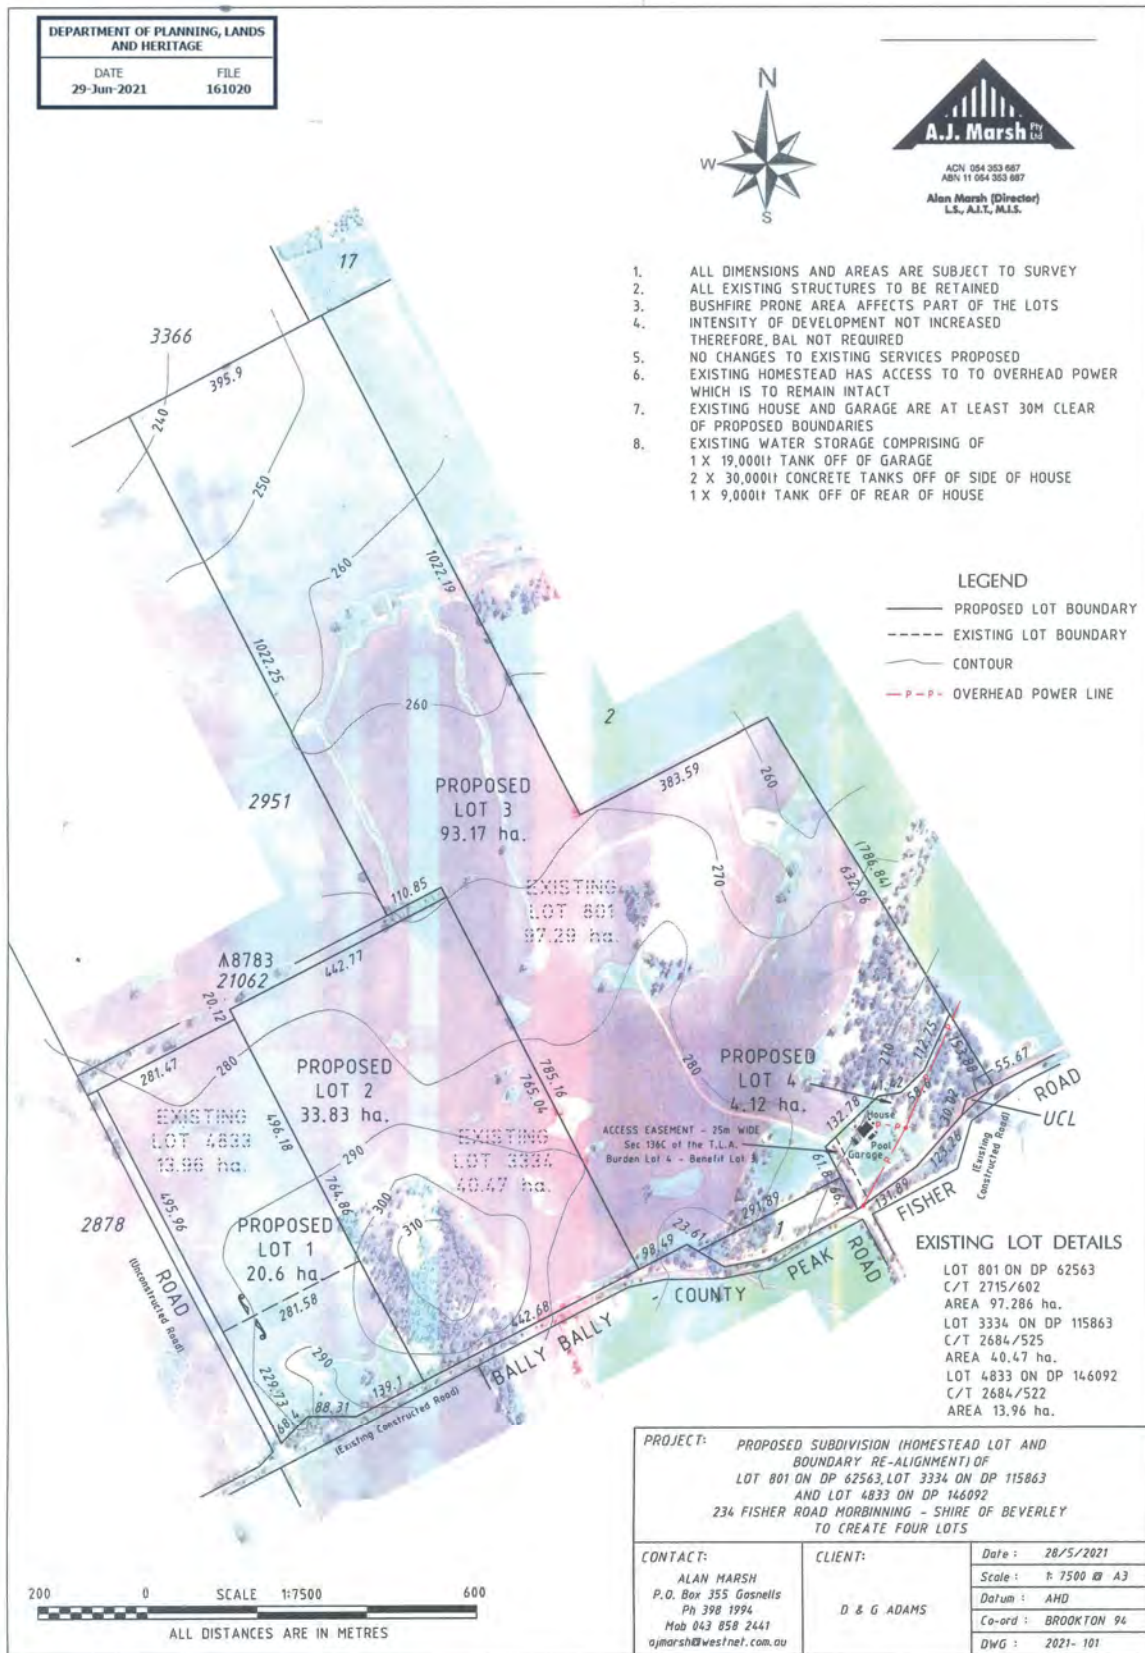 DEPARTMENT OF PLANNING, LANDS
AND HERITAGE
DATE FILE
29-Jun-2021 161020
N
W
S
A.J. Marsh Pty Ltd
ACN 054 353 687
ABN 11 054 353 687
Alan Marsh (Director)
L.S., A.I.T., M.I.S.
1. ALL DIMENSIONS AND AREAS ARE SUBJECT TO SURVEY
2. ALL EXISTING STRUCTURES TO BE RETAINED
3. BUSHFIRE PRONE AREA AFFECTS PART OF THE LOTS
4. INTENSITY OF DEVELOPMENT NOT INCREASED
THEREFORE, BAL NOT REQUIRED
5. NO CHANGES TO EXISTING SERVICES PROPOSED
6. EXISTING HOMESTEAD HAS ACCESS TO TO OVERHEAD POWER
WHICH IS TO REMAIN INTACT
7. EXISTING HOUSE AND GARAGE ARE AT LEAST 30M CLEAR
OF PROPOSED BOUNDARIES
8. EXISTING WATER STORAGE COMPRISING OF
1 X 19,000lt TANK OFF OF GARAGE
2 X 30,000lt CONCRETE TANKS OFF OF SIDE OF HOUSE
1 X 9,000lt TANK OFF OF REAR OF HOUSE
LEGEND
PROPOSED LOT BOUNDARY
EXISTING LOT BOUNDARY
CONTOUR
P - P - OVERHEAD POWER LINE
17
3366
395.9
240
250
260
1022.19
1022.25
260
2
383.59
260
2951
PROPOSED
LOT 3
93.17 ha.
(786.84)
632.96
270
110.85
EXISTING
LOT 801
97.29 ha.
A8783
21062
442.77
20.12
281.47
280
PROPOSED
LOT 2
33.83 ha.
785.16
765.04
280
PROPOSED
LOT 4
4.12 ha.
270
112.75
153.88
55.67
41.42
58.6
30.02
132.78
House
P
Pool
Garage
UCL
ROAD
EXISTING
LOT 4833
13.96 ha.
496.18
290
EXISTING
LOT 3334
40.47 ha.
ACCESS EASEMENT - 25m WIDE
Sec 136C of the T.L.A.
Burden Lot 4 - Benefit Lot 3
123.28
(Existing
Constructed Road)
131.89
FISHER
764.86
300
310
291.89
23.61
98.49
1
2878
495.96
ROAD
(Unconstructed Road)
PROPOSED
LOT 1
20.6 ha.
281.58
PEAK
ROAD
COUNTY
442.68
BALLY BALLY
290
229.73
68.4
88.31
139.1
(Existing Constructed Road)
EXISTING LOT DETAILS
LOT 801 ON DP 62563
C/T 2715/602
AREA 97.286 ha.
LOT 3334 ON DP 115863
C/T 2684/525
AREA 40.47 ha.
LOT 4833 ON DP 146092
C/T 2684/522
AREA 13.96 ha.
PROJECT: PROPOSED SUBDIVISION (HOMESTEAD LOT AND
BOUNDARY RE-ALIGNMENT) OF
LOT 801 ON DP 62563, LOT 3334 ON DP 115863
AND LOT 4833 ON DP 146092
234 FISHER ROAD MORBINNING - SHIRE OF BEVERLEY
TO CREATE FOUR LOTS
CONTACT:
ALAN MARSH
P.O. Box 355 Gosnells
Ph 398 1994
Mob 043 858 2441
ajmarsh@westnet.com.au
CLIENT:
D & G ADAMS
Date : 28/5/2021
Scale : 1: 7500 @ A3
Datum : AHD
Co-ord : BROOKTON 94
DWG : 2021- 101
200 0 SCALE 1:7500 600
ALL DISTANCES ARE IN METRES